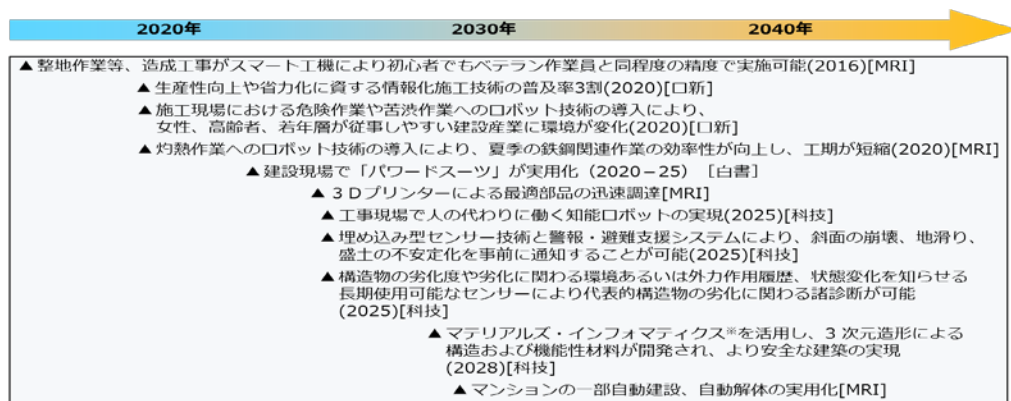 2020年 2030年 2040年
▲整地作業等、造成工事がスマート工機により初心者でもベテラン作業員と同程度の精度で実施可能(2016)[MRI]
▲生産性向上や省力化に資する情報化施工技術の普及率3割(2020)[ロ新]
▲施工現場における危険作業や苦渋作業へのロボット技術の導入により、
女性、高齢者、若年層が従事しやすい建設産業に環境が変化(2020)[ロ新]
▲灼熱作業へのロボット技術の導入により、夏季の鉄鋼関連作業の効率性が向上し、工期が短縮(2020)[MRI]
▲建設現場で「パワードスーツ」が実用化(2020-25) [白書]
▲3Dプリンターによる最適部品の迅速調達[MRI]
▲工事現場で人の代わりに働く知能ロボットの実現(2025)[科技]
▲埋め込み型センサー技術と警報・避難支援システムにより、斜面の崩壊、地滑り、
盛土の不安定化を事前に通知することが可能(2025)[科技]
▲構造物の劣化度や劣化に関わる環境あるいは外力作用履歴、状態変化を知らせる
長期使用可能なセンサーにより代表的構造物の劣化に関わる諸診断が可能
(2025)[科技]
▲マテリアルズ・インフォマティクス※を活用し、3次元造形による
構造および機能性材料が開発され、より安全な建築の実現
(2028)[科技]
▲マンションの一部自動建設、自動解体の実用化[MRI]